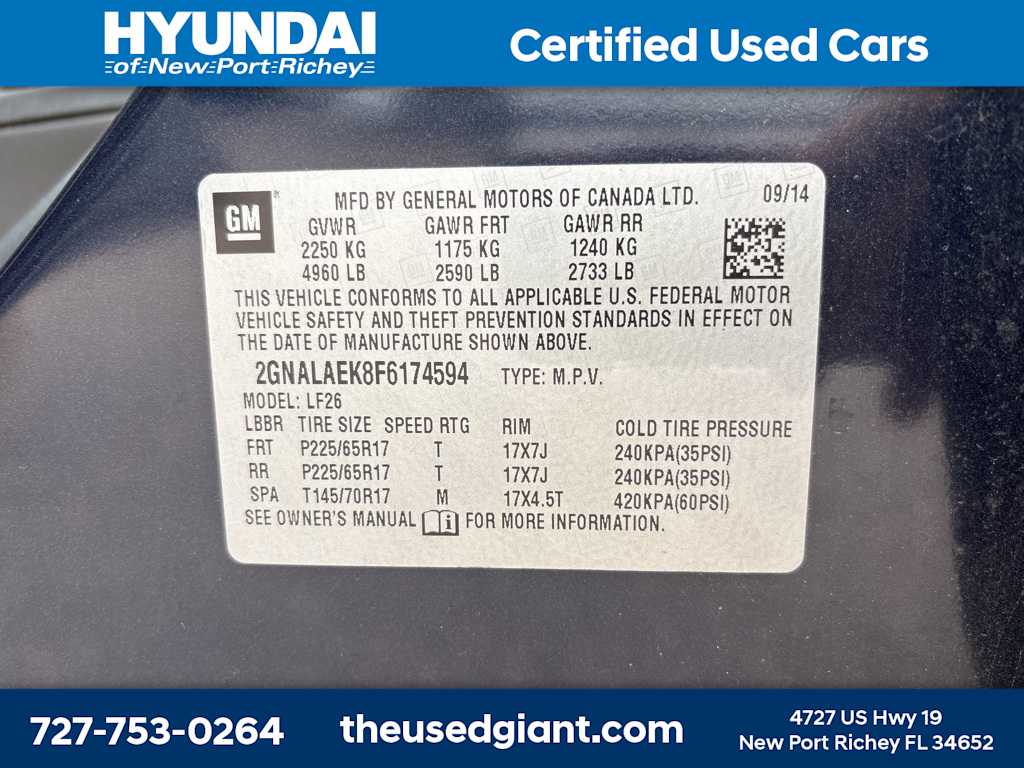 HYUNDAI
of New Port Richey
Certified Used Cars
GM
MFD BY GENERAL MOTORS OF CANADA LTD. 09/14
GVWR GAWR FRT GAWR RR
2250 KG 1175 KG 1240 KG
4960 LB 2590 LB 2733 LB
THIS VEHICLE CONFORMS TO ALL APPLICABLE U.S. FEDERAL MOTOR
VEHICLE SAFETY AND THEFT PREVENTION STANDARDS IN EFFECT ON
THE DATE OF MANUFACTURE SHOWN ABOVE.
2GNALAEK8F6174594 TYPE: M.P.V.
MODEL: LF26
LBBR TIRE SIZE SPEED RTG RIM COLD TIRE PRESSURE
FRT P225/65R17 T 17X7J 240KPA(35PSI)
RR P225/65R17 T 17X7J 240KPA(35PSI)
SPA T145/70R17 M 17X4.5T 420KPA(60PSI)
SEE OWNER'S MANUAL FOR MORE INFORMATION.
727-753-0264
theusedgiant.com
4727 US Hwy 19
New Port Richey FL 34652